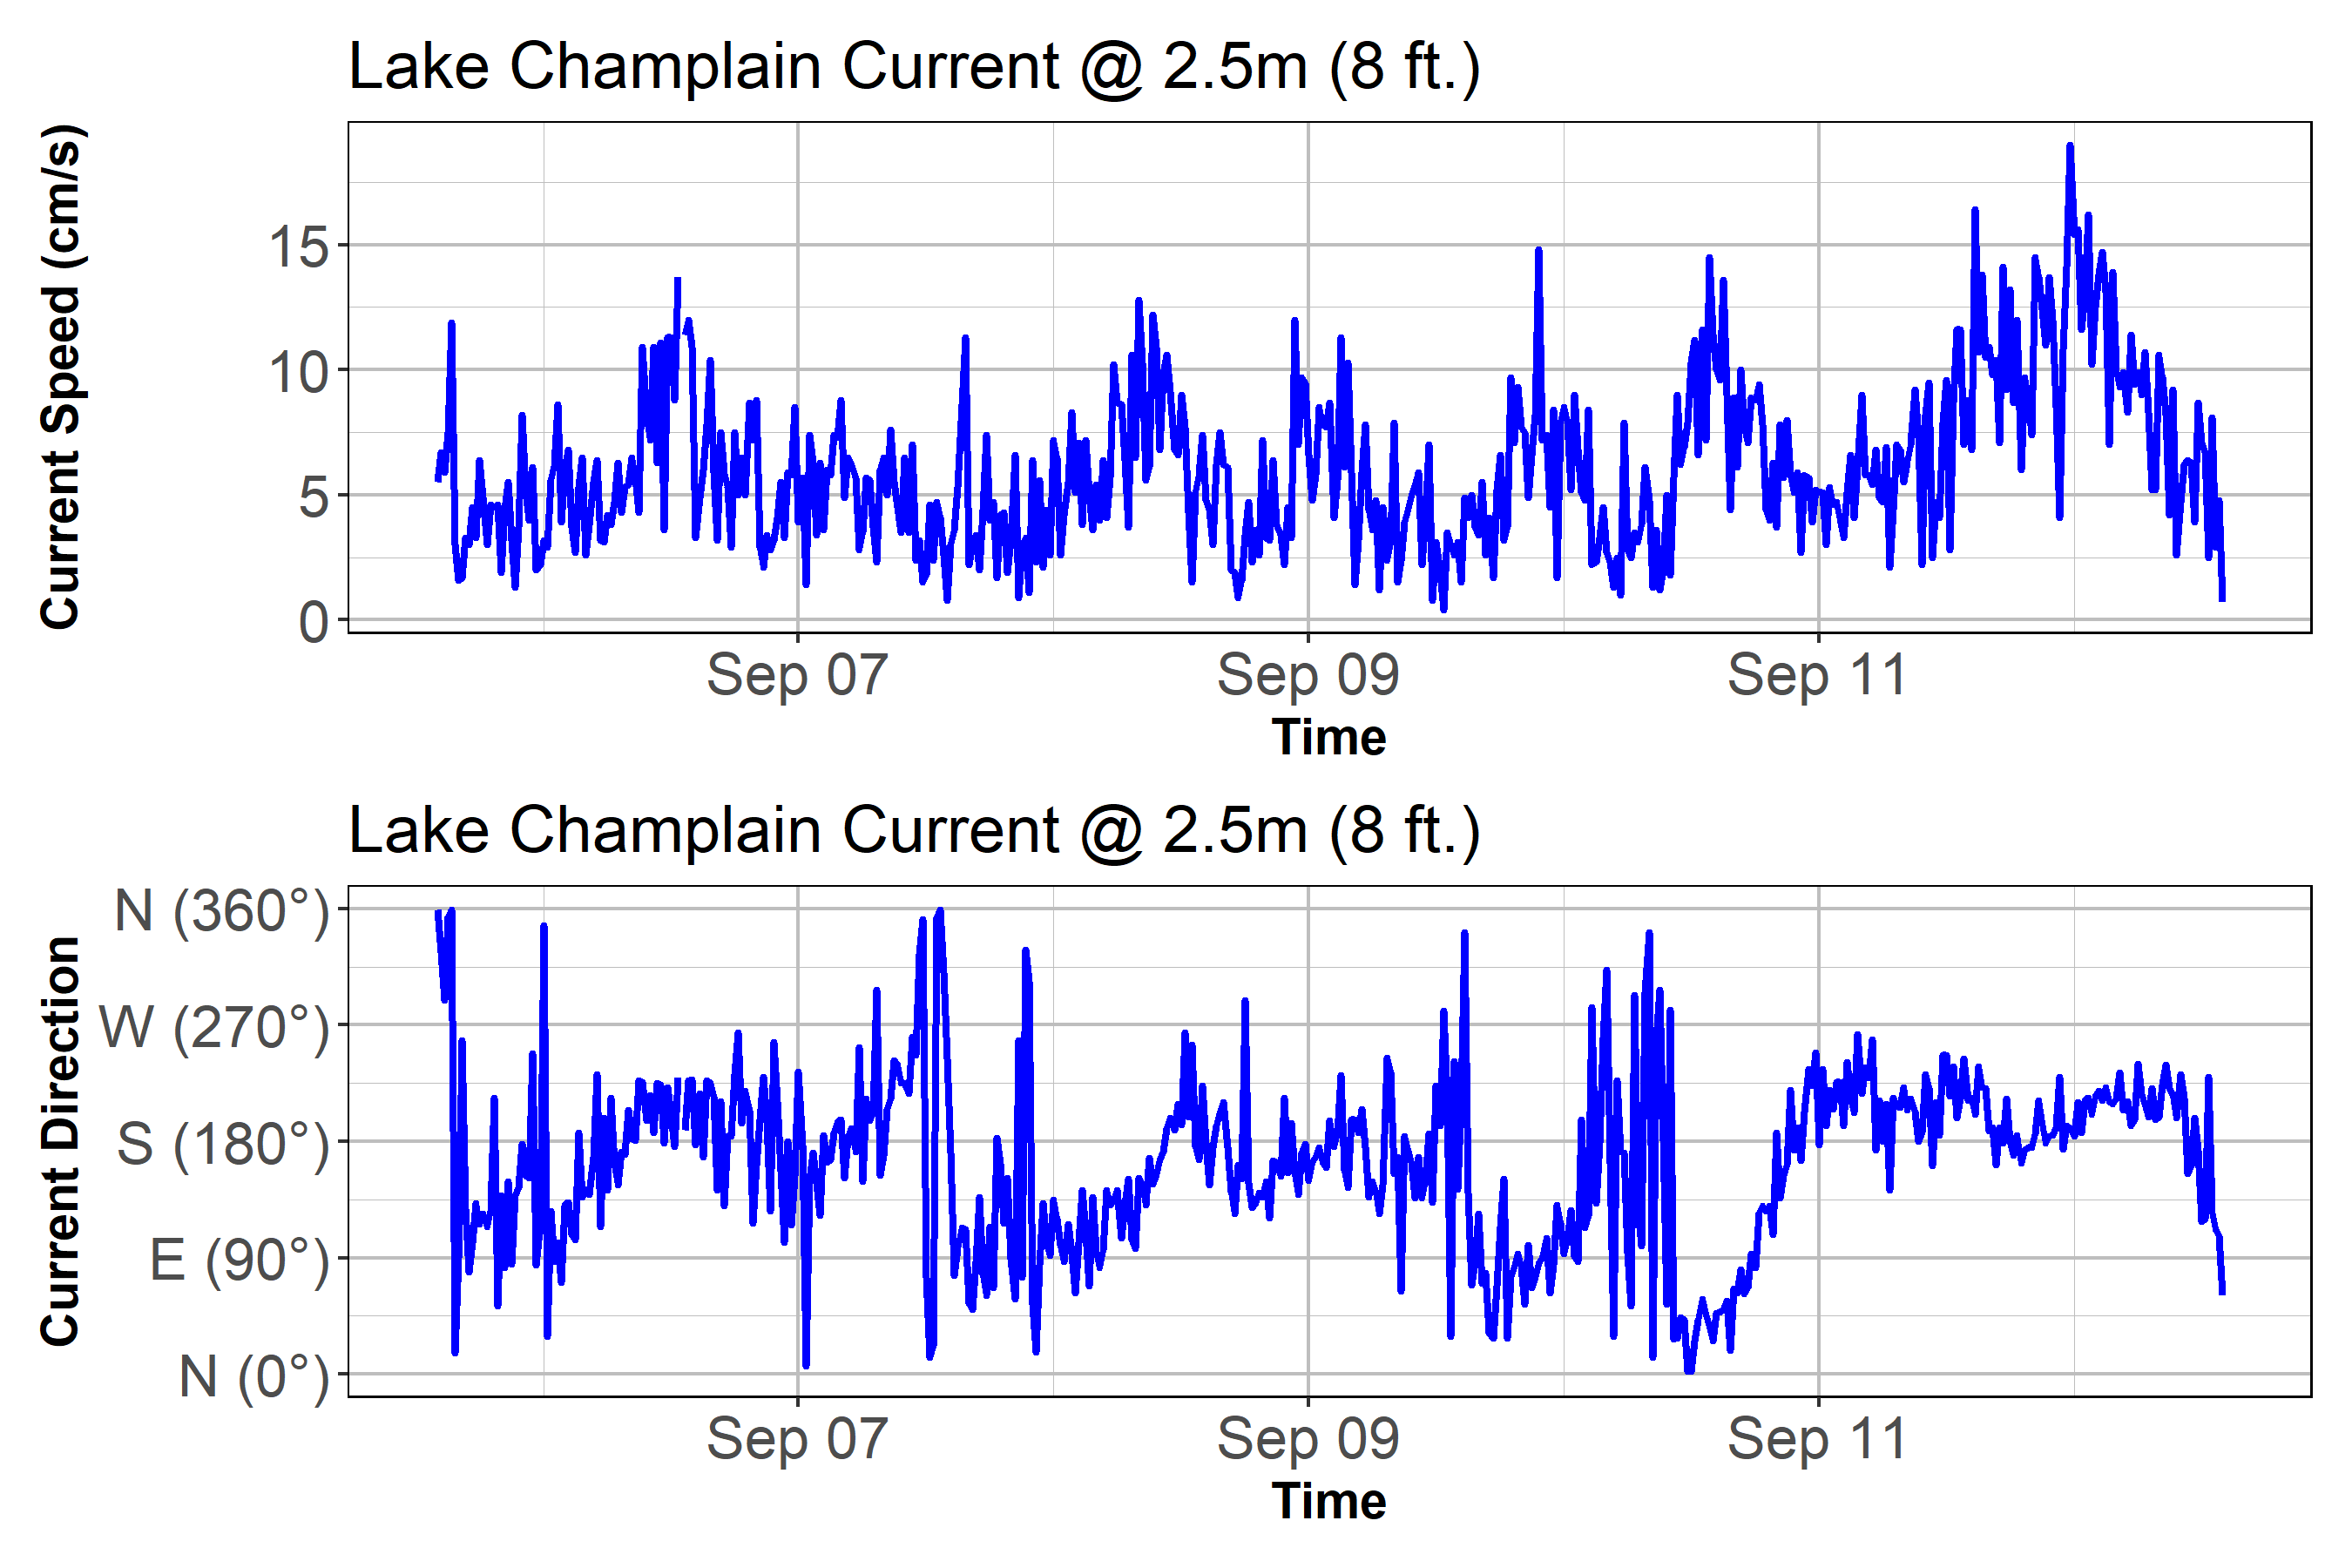 Lake Champlain Current @ 2.5m (8 ft.)
Current Speed (cm/s)
15
10
5
0
Sep 07 Sep 09 Sep 11
Time
Lake Champlain Current @ 2.5m (8 ft.)
Current Direction
N (360°)
W (270°)
S (180°)
E (90°)
N (0°)
Sep 07 Sep 09 Sep 11
Time